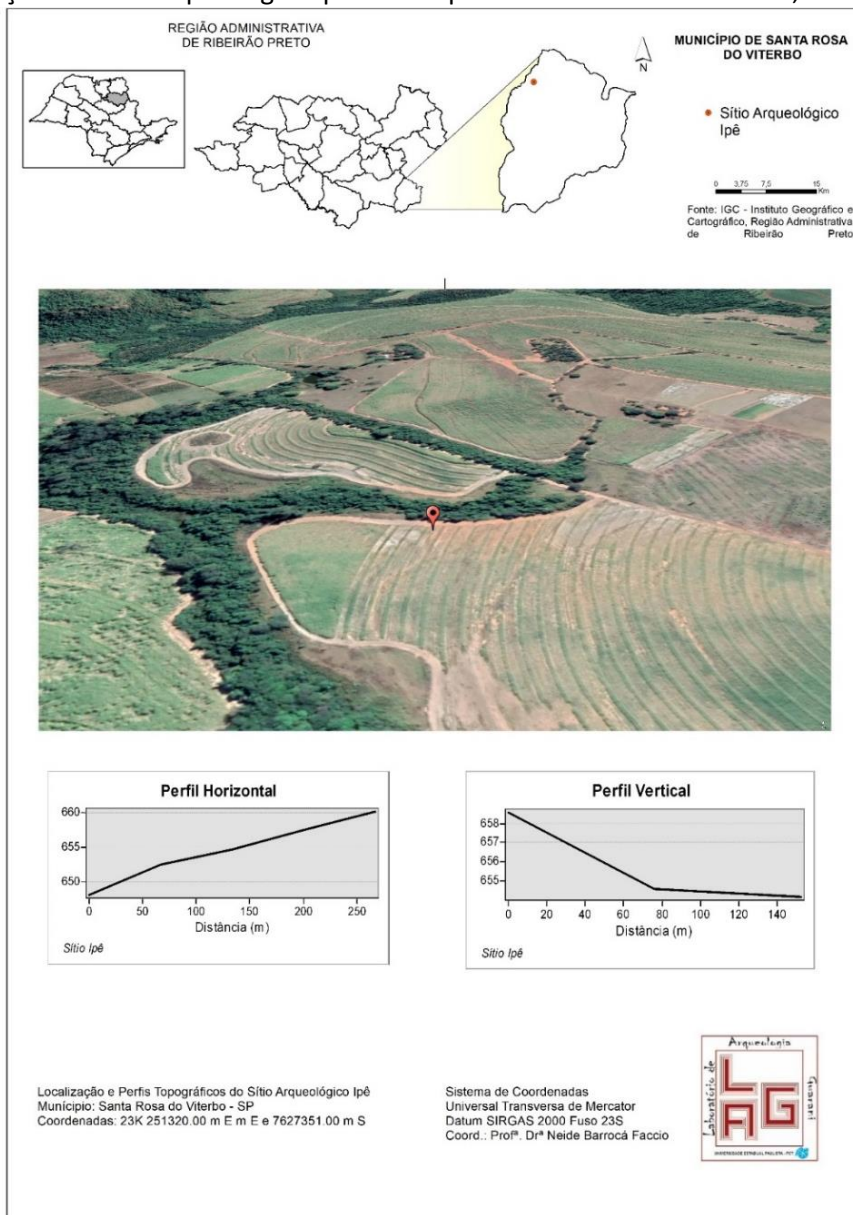 REGIÃO ADMINISTRATIVA
DE RIBEIRÃO PRETO
N
MUNICÍPIO DE SANTA ROSA
DO VITERBO
Sítio Arqueológico
Ipê
0 3,75 7,5 15
Km
Fonte: IGC - Instituto Geográfico e
Cartográfico, Região Administrativa
de Ribeirão Preto
Perfil Horizontal
660
655
650
0 50 100 150 200 250
Distância (m)
Sítio Ipê
Perfil Vertical
658
657
656
655
0 20 40 60 80 100 120 140
Distância (m)
Sítio Ipê
Localização e Perfis Topográficos do Sítio Arqueológico Ipê
Município: Santa Rosa do Viterbo - SP
Coordenadas: 23K 251320.00 m E m E e 7627351.00 m S
Sistema de Coordenadas
Universal Transversa de Mercator
Datum SIRGAS 2000 Fuso 23S
Coord.: Profª. Drª Neide Barrocá Faccio
Laboratório de
Arqueologia
Guarani
LAG
UNIVERSIDADE ESTADUAL PAULISTA - FCT